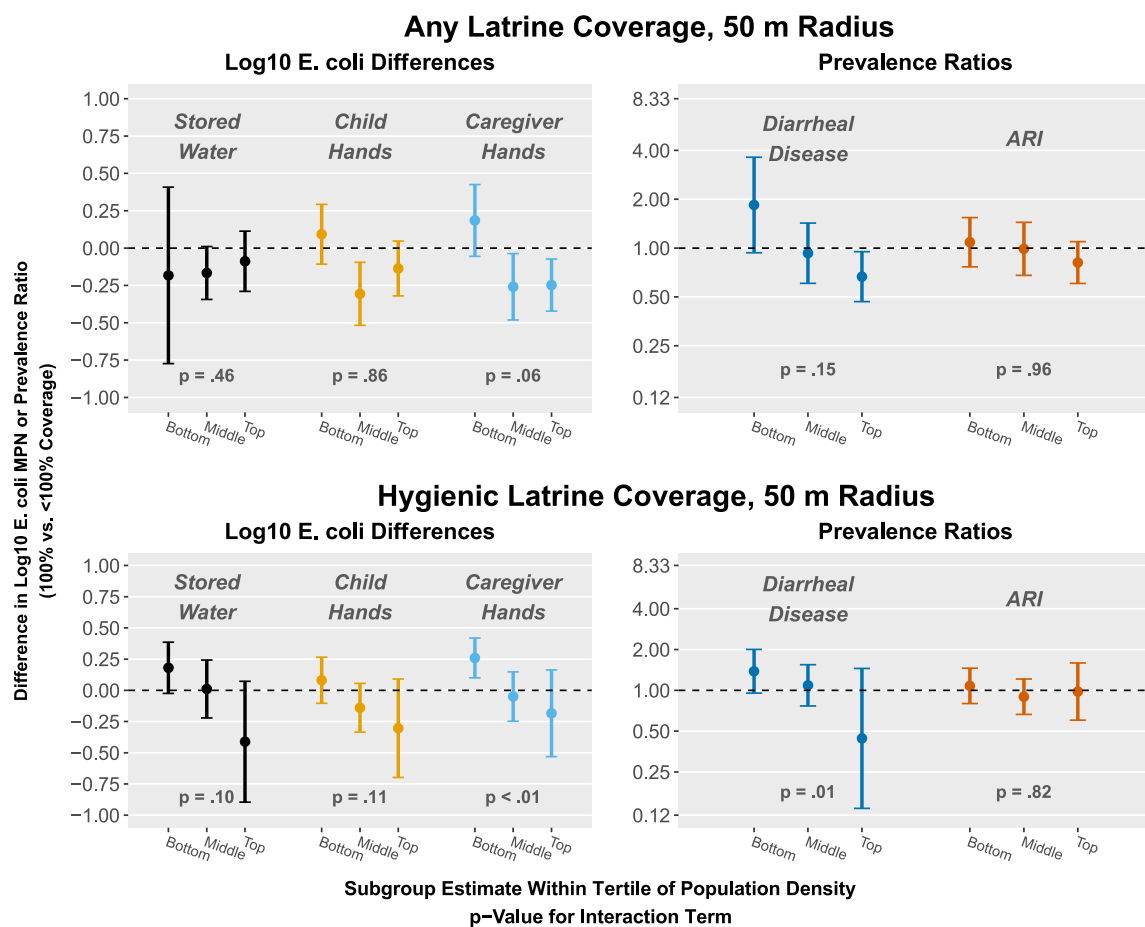 Any Latrine Coverage, 50 m Radius
Log10 E. coli Differences
Prevalence Ratios
1.00
0.75
0.50
0.25
0.00
−0.25
−0.50
−0.75
−1.00
Stored
Water
Child
Hands
Caregiver
Hands
p = .46
p = .86
p = .06
Bottom
Middle
Top
Bottom
Middle
Top
Bottom
Middle
Top
8.33
4.00
2.00
1.00
0.50
0.25
0.12
Diarrheal
Disease
ARI
p = .15
p = .96
Bottom
Middle
Top
Bottom
Middle
Top
Difference in Log10 E. coli MPN or Prevalence Ratio
(100% vs. <100% Coverage)
Hygienic Latrine Coverage, 50 m Radius
Log10 E. coli Differences
Prevalence Ratios
1.00
0.75
0.50
0.25
0.00
−0.25
−0.50
−0.75
−1.00
Stored
Water
Child
Hands
Caregiver
Hands
p = .10
p = .11
p < .01
Bottom
Middle
Top
Bottom
Middle
Top
Bottom
Middle
Top
8.33
4.00
2.00
1.00
0.50
0.25
0.12
Diarrheal
Disease
ARI
p = .01
p = .82
Bottom
Middle
Top
Bottom
Middle
Top
Subgroup Estimate Within Tertile of Population Density
p−Value for Interaction Term